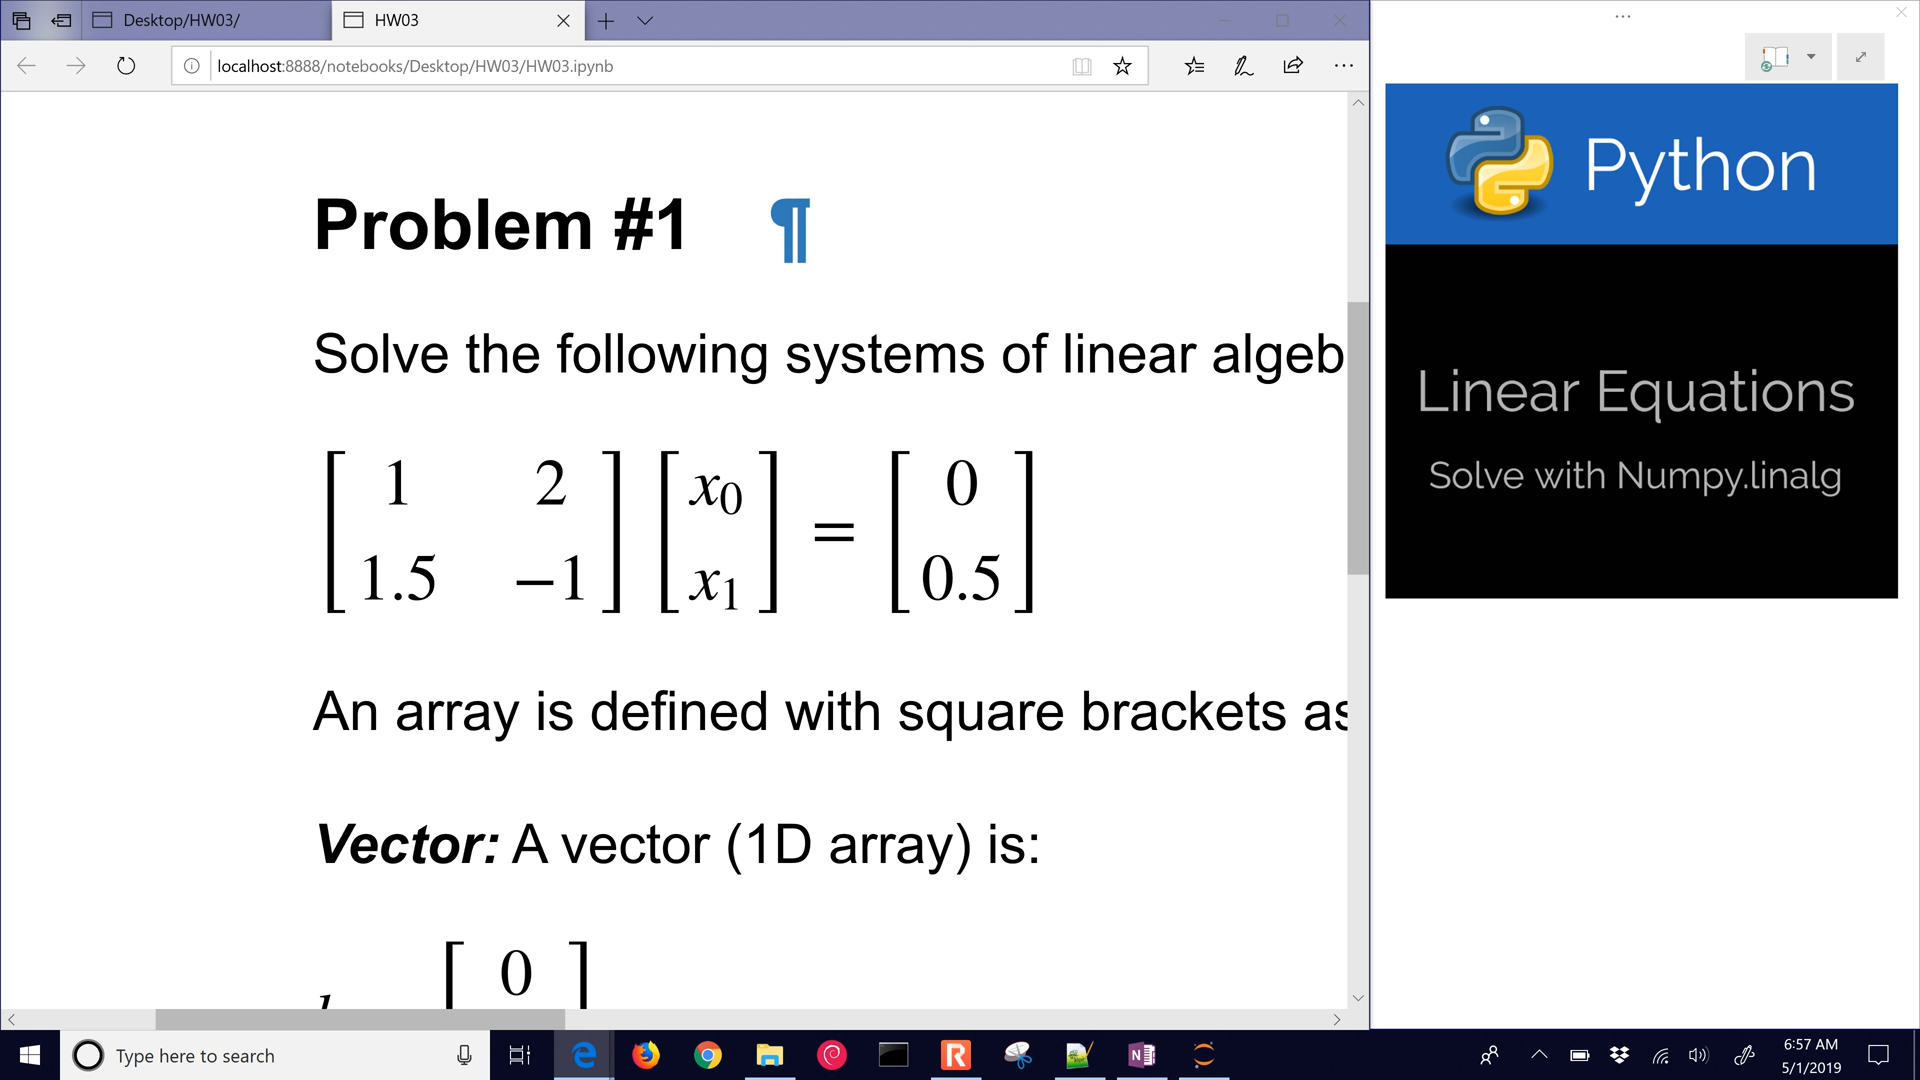 Desktop/HW03/
HW03
localhost:8888/notebooks/Desktop/HW03/HW03.ipynb
Problem #1 ¶
Solve the following systems of linear algeb
1 2 x0 = 0
1.5 −1 x1 0.5
An array is defined with square brackets as
Vector: A vector (1D array) is:
0
Python
Linear Equations
Solve with Numpy.linalg
Type here to search
6:57 AM
5/1/2019